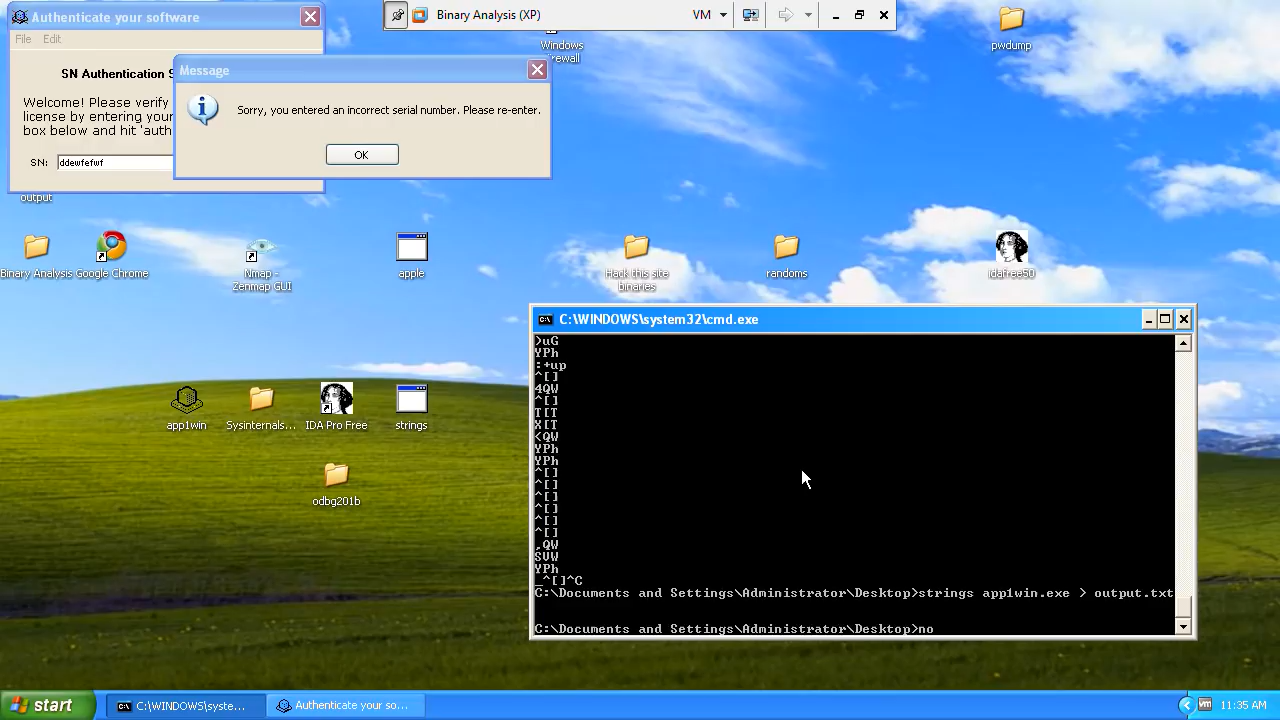 Authenticate your software
File Edit
SN Authentication S
Welcome! Please verify
license by entering your
box below and hit 'auth
SN: ddewfefwf
Message
Sorry, you entered an incorrect serial number. Please re-enter.
OK
Binary Analysis (XP)
VM
Windows
Firewall
pwdump
output
Binary Analysis
Google Chrome
Nmap -
Zenmap GUI
apple
Hack this site
binaries
randoms
idafree50
app1win
Sysinternals...
IDA Pro Free
strings
odbg201b
C:\WINDOWS\system32\cmd.exe
>uG
YPh
:+up
^[]
4QW
^[]
T[T
X[T
<QW
YPh
YPh
^[]
^[]
^[]
^[]
^[]
^[]
,QW
SUW
YPh
_^[]^C
C:\Documents and Settings\Administrator\Desktop>strings app1win.exe > output.txt
C:\Documents and Settings\Administrator\Desktop>no
start
C:\WINDOWS\syste...
Authenticate your so...
vm
11:35 AM